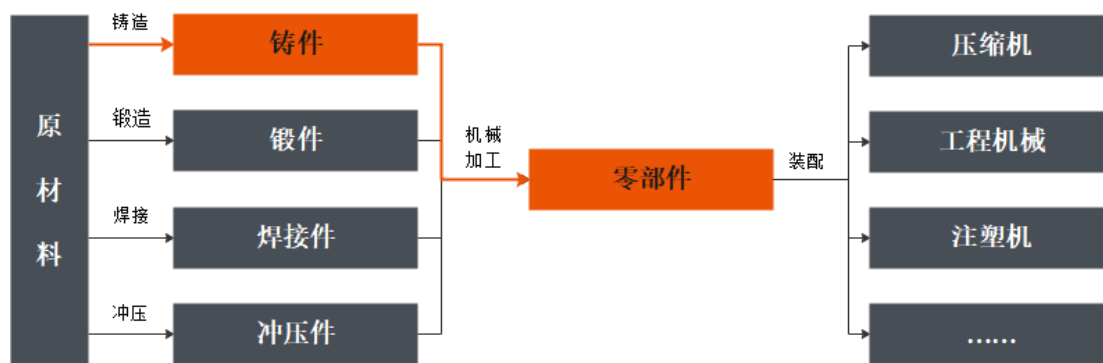 原
材
料
铸造
铸件
锻造
锻件
焊接
焊接件
冲压
冲压件
机械
加工
零部件
装配
压缩机
工程机械
注塑机
……